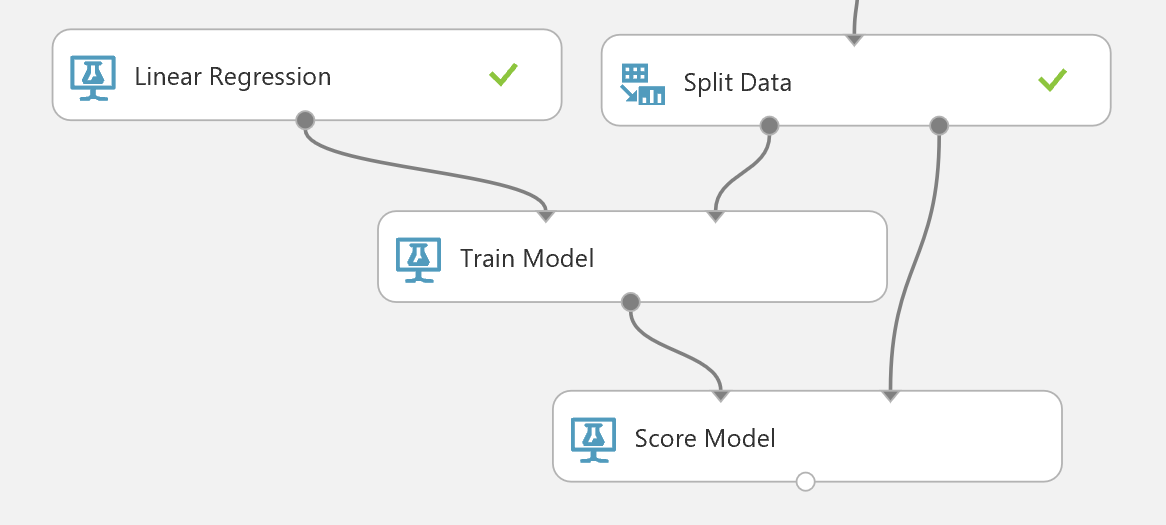 Linear Regression
Split Data
Train Model
Score Model